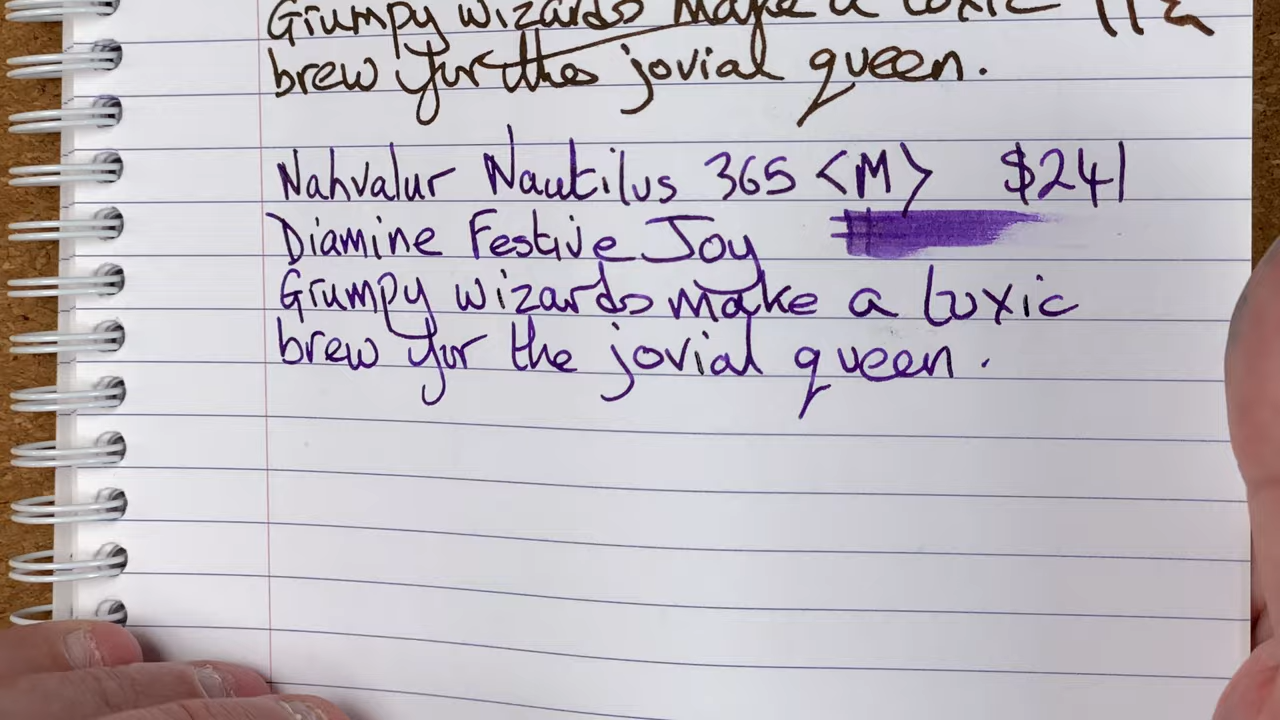 Grumpy wizards make a toxic
brew for the jovial queen.
Nahvalur Nautilus 365 <M> $241
Diamine Festive Joy
Grumpy wizards make a toxic
brew for the jovial queen.